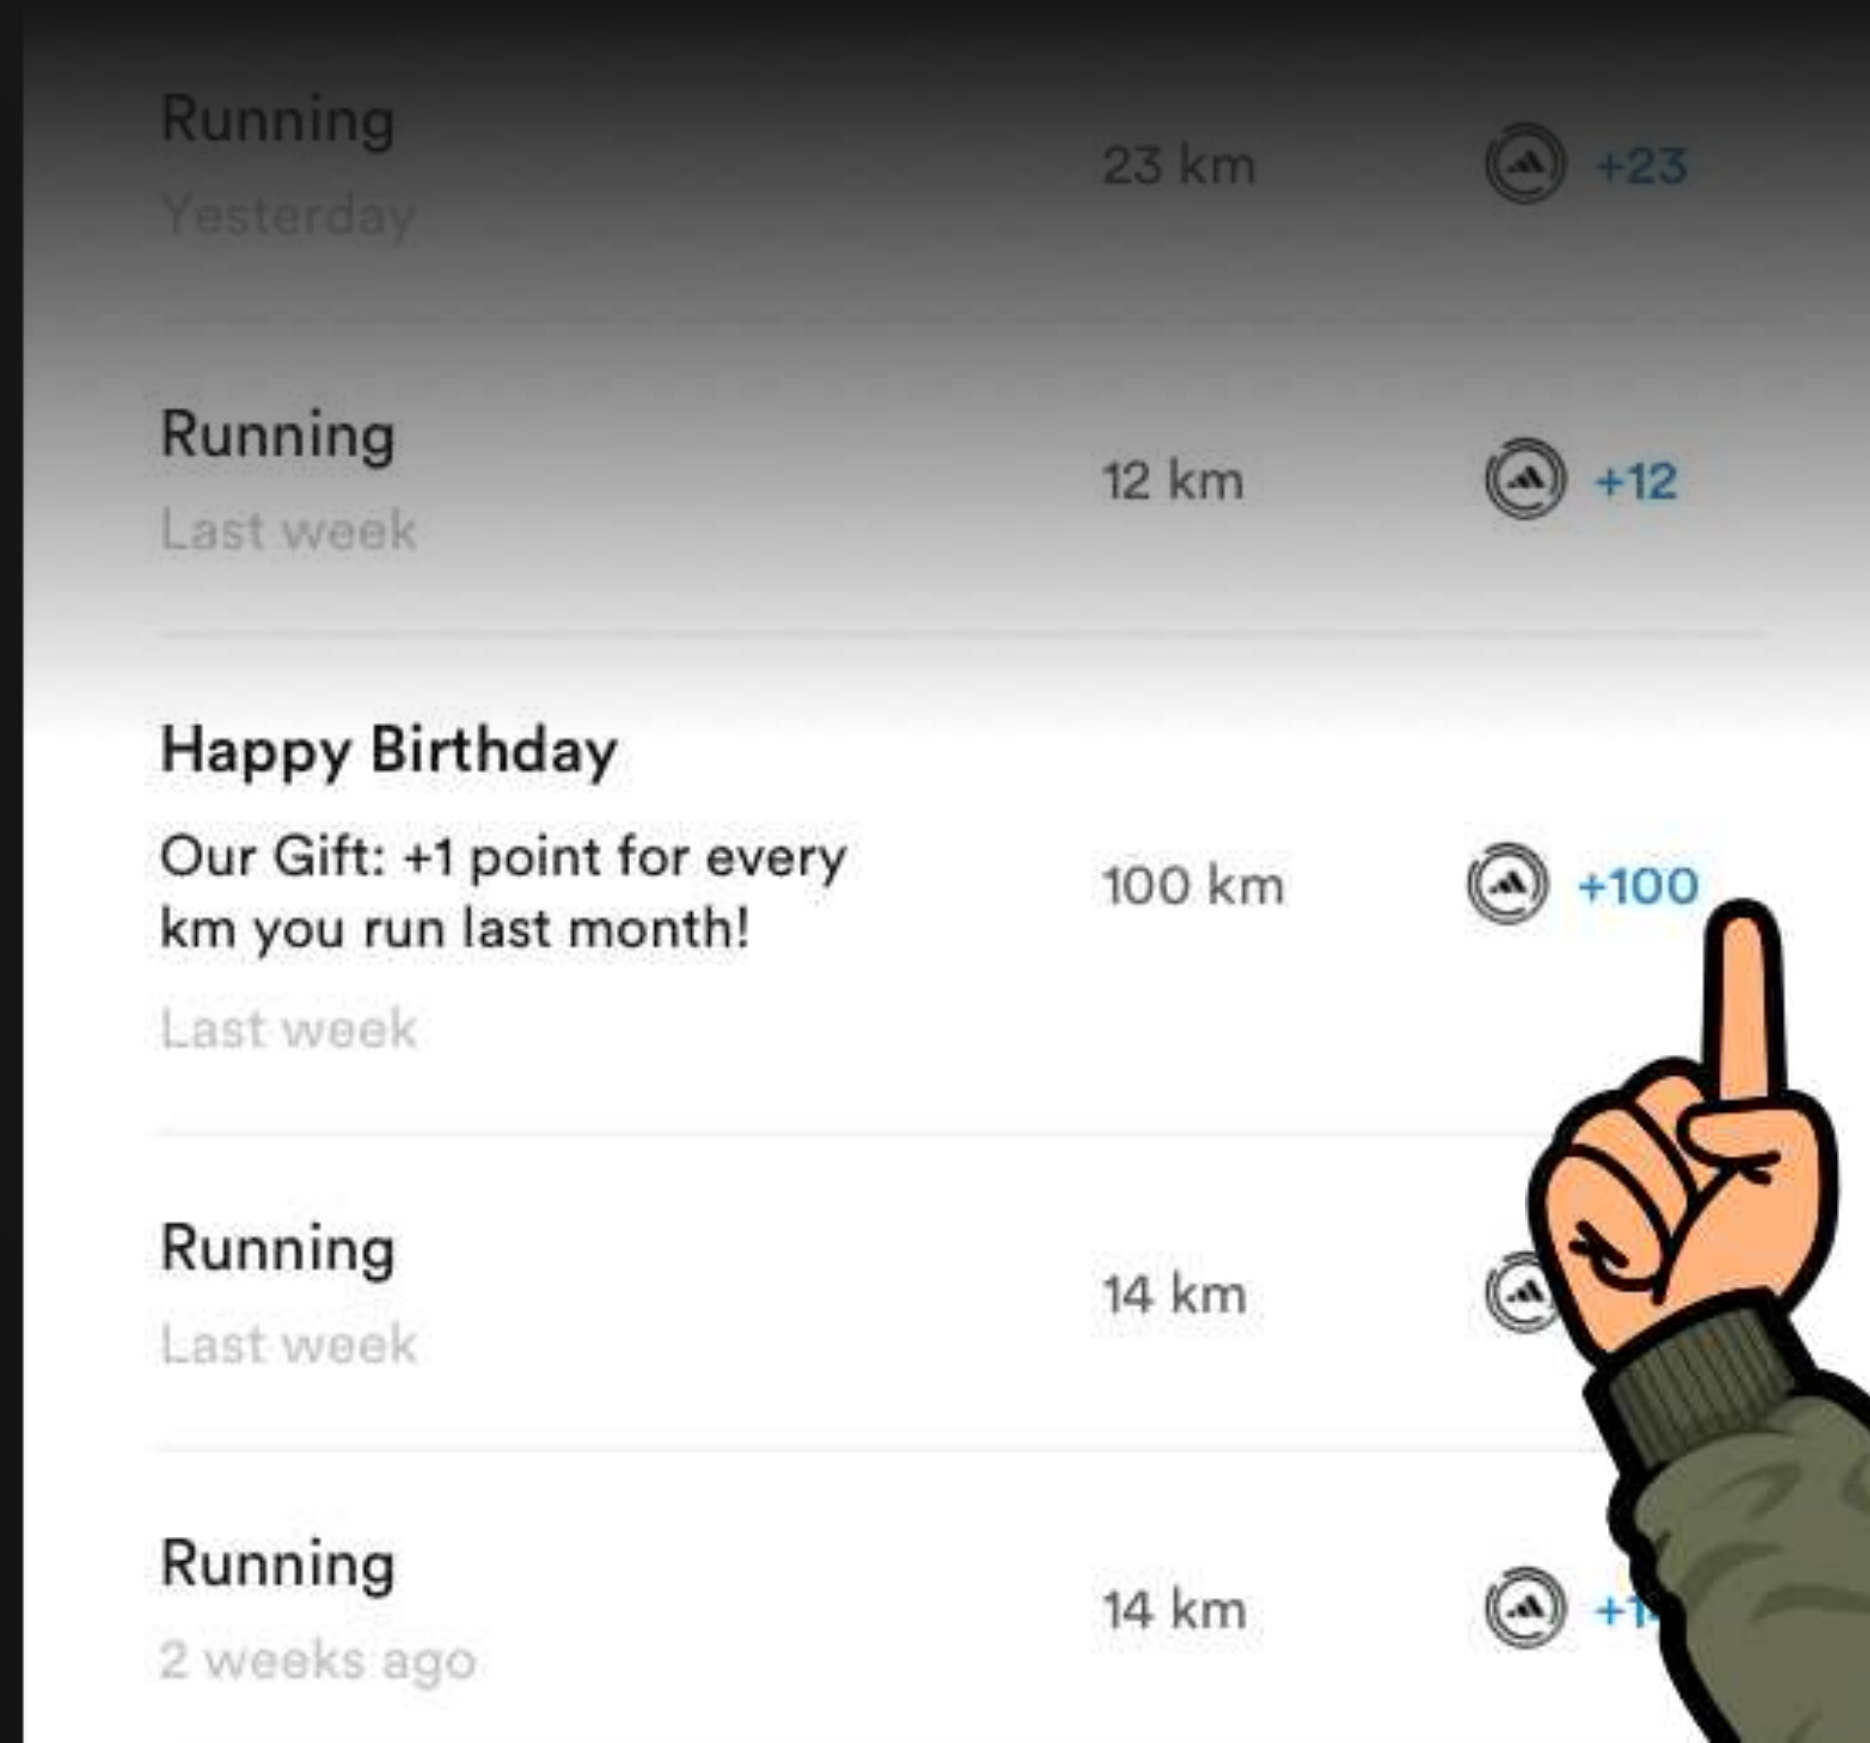 Running
23 km +23
Yesterday
Running
12 km +12
Last week
Happy Birthday
Our Gift: +1 point for every
km you run last month!
100 km +100
Last week
Running
14 km
Last week
Running
14 km
2 weeks ago